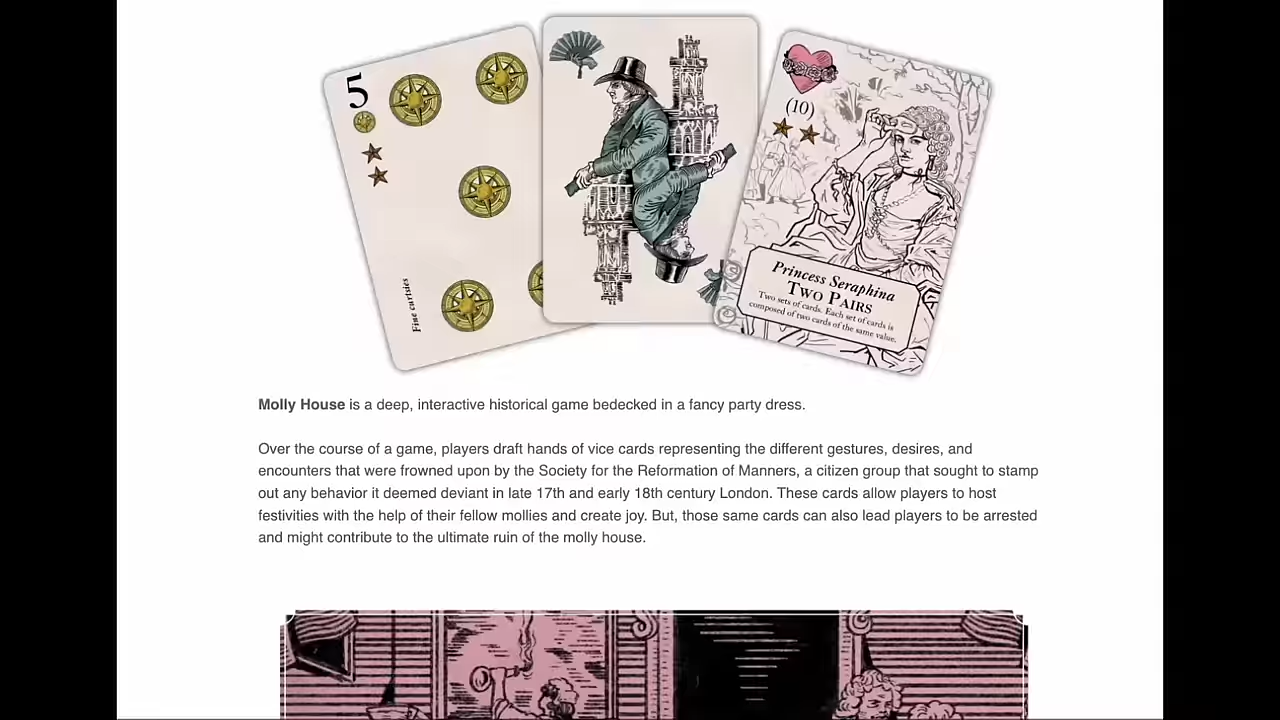 5
Fine curtsies
(10)
Princess Seraphina
TWO PAIRS
Two sets of cards. Each set of cards is
composed of two cards of the same value.
Molly House is a deep, interactive historical game bedecked in a fancy party dress.
Over the course of a game, players draft hands of vice cards representing the different gestures, desires, and
encounters that were frowned upon by the Society for the Reformation of Manners, a citizen group that sought to stamp
out any behavior it deemed deviant in late 17th and early 18th century London. These cards allow players to host
festivities with the help of their fellow mollies and create joy. But, those same cards can also lead players to be arrested
and might contribute to the ultimate ruin of the molly house.